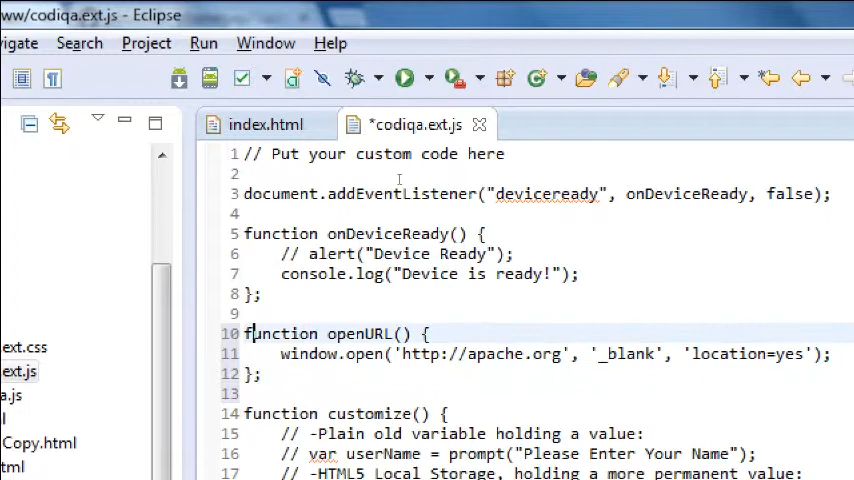 ww/codiqa.ext.js - Eclipse
vigate Search Project Run Window Help
index.html *codiqa.ext.js
1 // Put your custom code here
2
3 document.addEventListener("deviceready", onDeviceReady, false);
4
5 function onDeviceReady() {
6 // alert("Device Ready");
7 console.log("Device is ready!");
8 };
9
10 function openURL() {
11 window.open('http://apache.org', '_blank', 'location=yes');
12 };
13
14 function customize() {
15 // -Plain old variable holding a value:
16 // var userName = prompt("Please Enter Your Name");
17 // -HTML5 Local Storage, holding a more permanent value:
ext.css
ext.js
a.js
l
Copy.html
tml